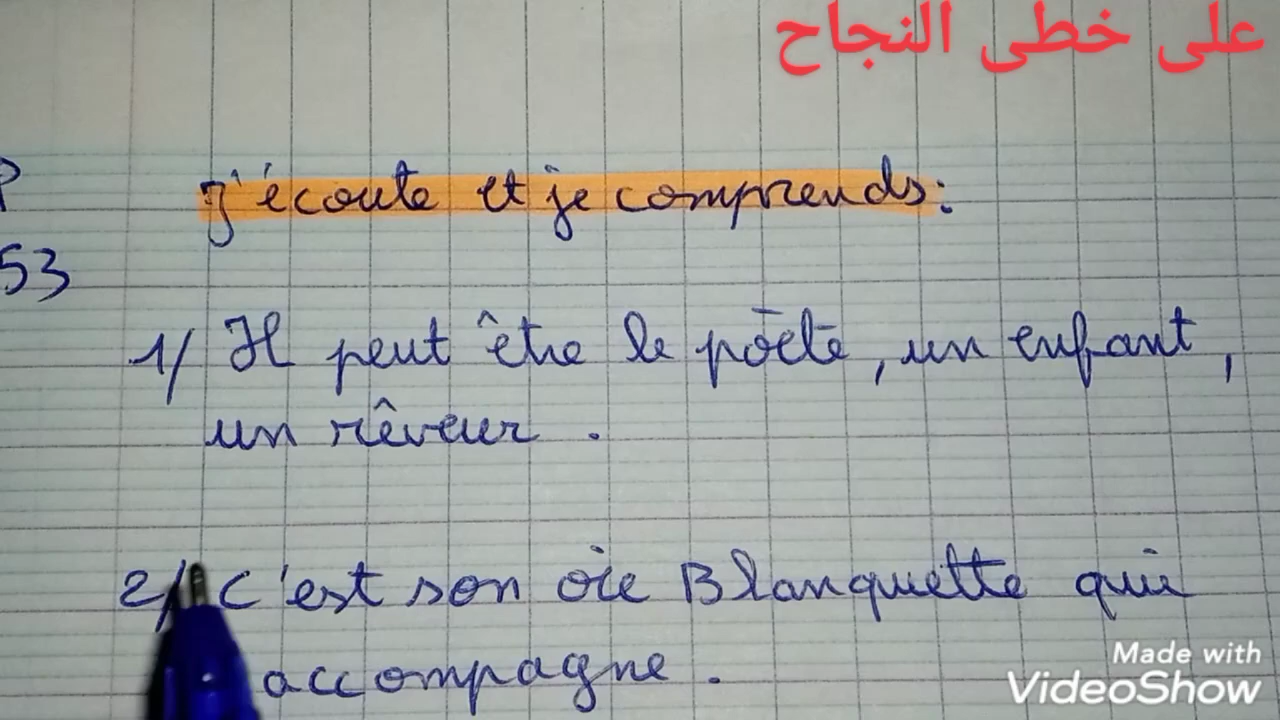 على خطى النجاح
P
J'écoute et je comprends:
53
1/ Il peut être le poète, un enfant,
un rêveur.
2/ C'est son oie Blanquette qui
accompagne.
Made with
VideoShow